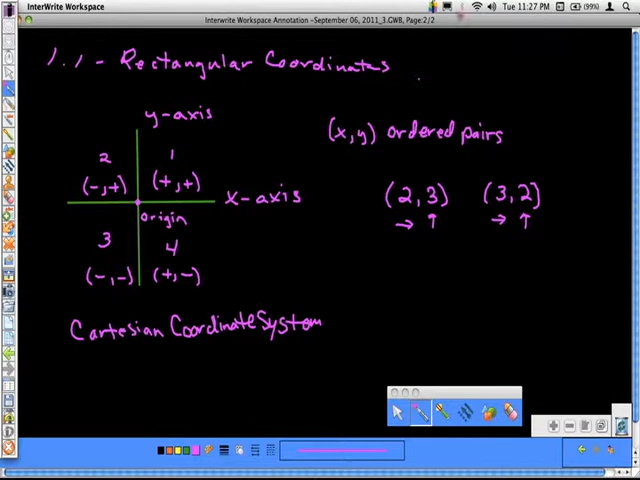 InterWrite Workspace
(99%)
Tue 11:27 PM
InterWrite Workspace Annotation -September 06, 2011_3.GWB, Page:2/2
1.1 - Rectangular Coordinates
y-axis
(x,y) ordered pairs
2
1
(-,+)
(+,+)
x-axis
(2,3)
(3,2)
→ ↑
→ ↑
origin
3
4
(-,-)
(+,-)
Cartesian Coordinate System